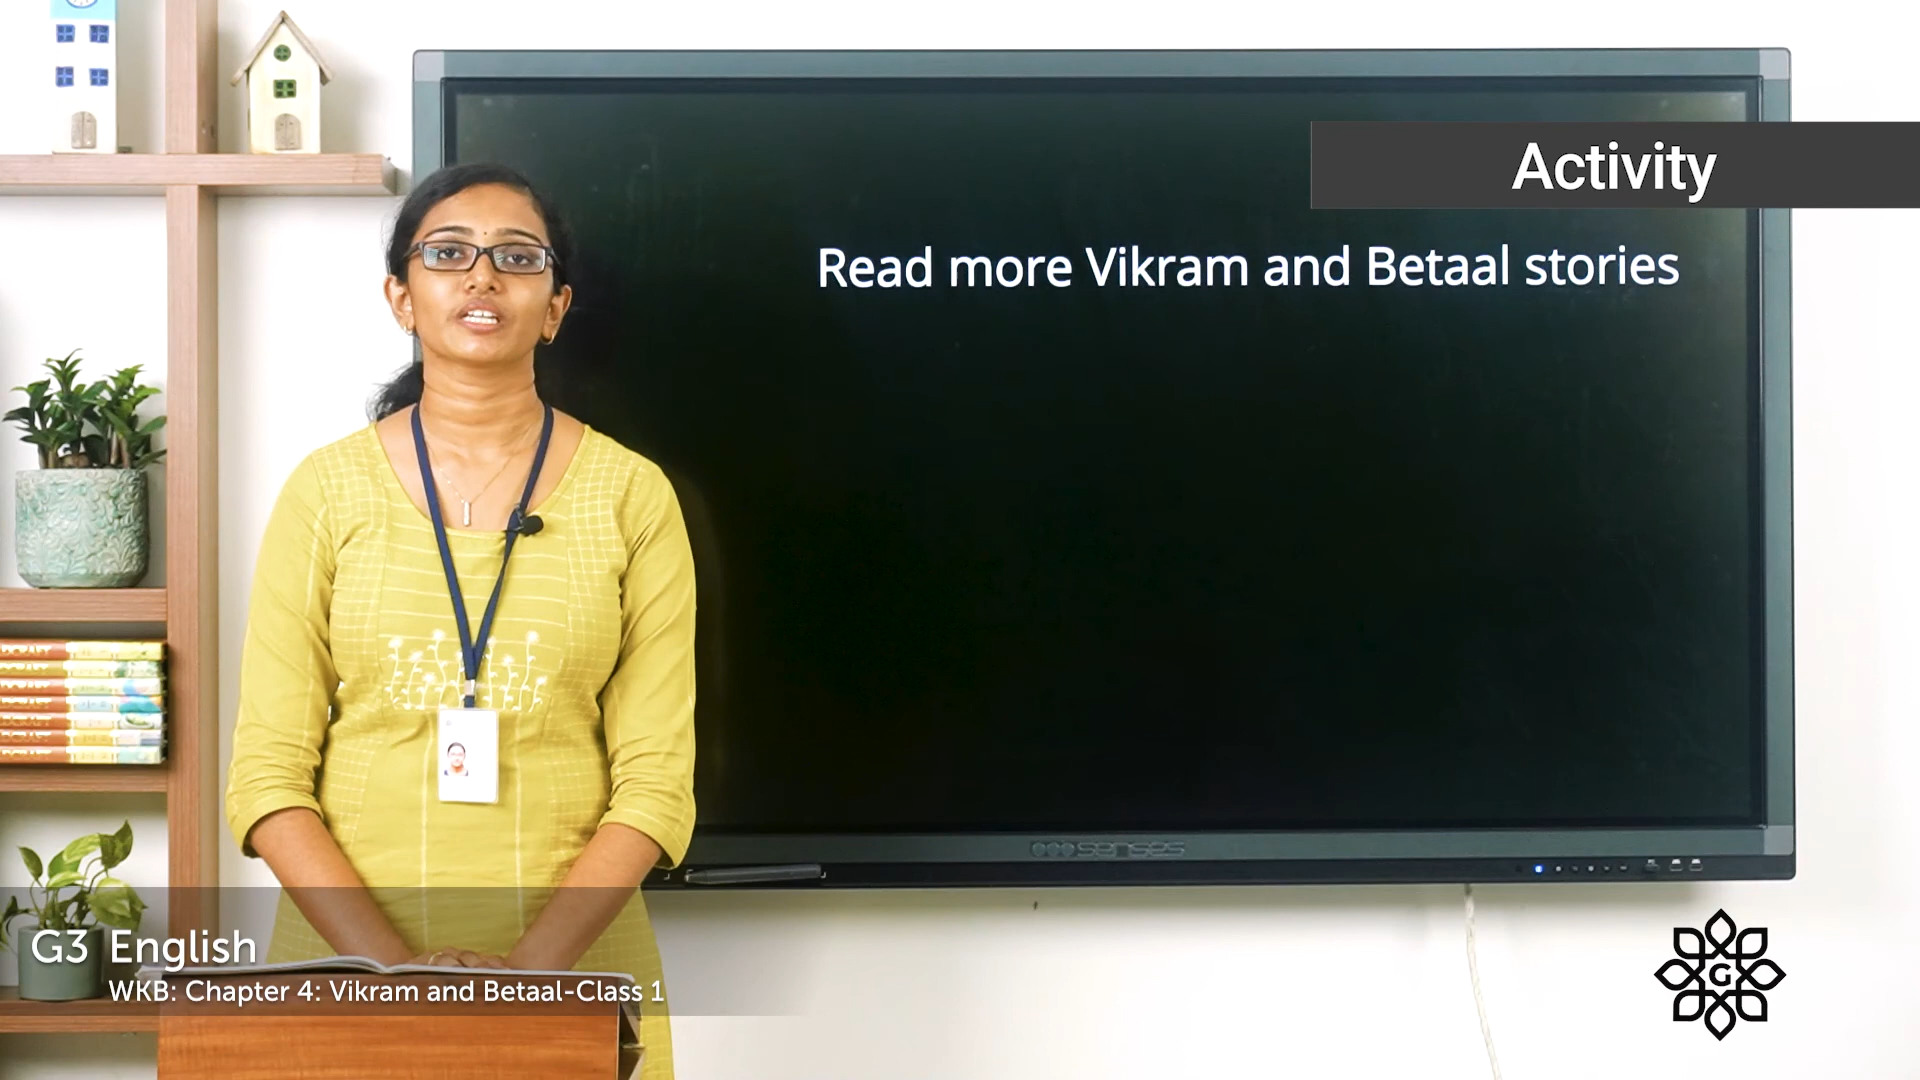 Activity
Read more Vikram and Betaal stories
G3 English
WKB: Chapter 4: Vikram and Betaal-Class 1
G